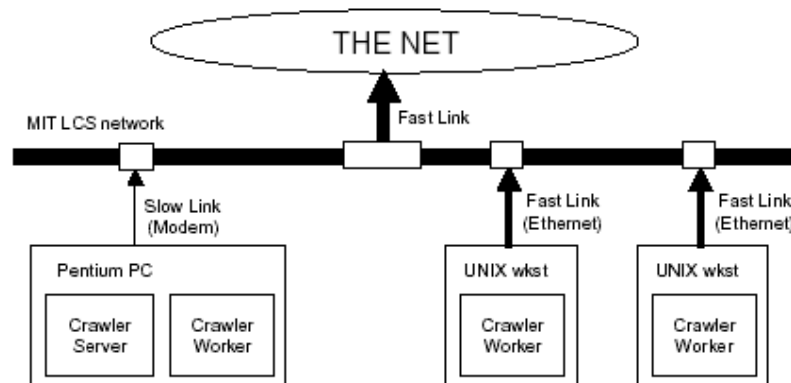 THE NET
Fast Link
MIT LCS network
Slow Link
(Modem)
Fast Link
(Ethernet)
Fast Link
(Ethernet)
Pentium PC
UNIX wkst
UNIX wkst
Crawler
Server
Crawler
Worker
Crawler
Worker
Crawler
Worker